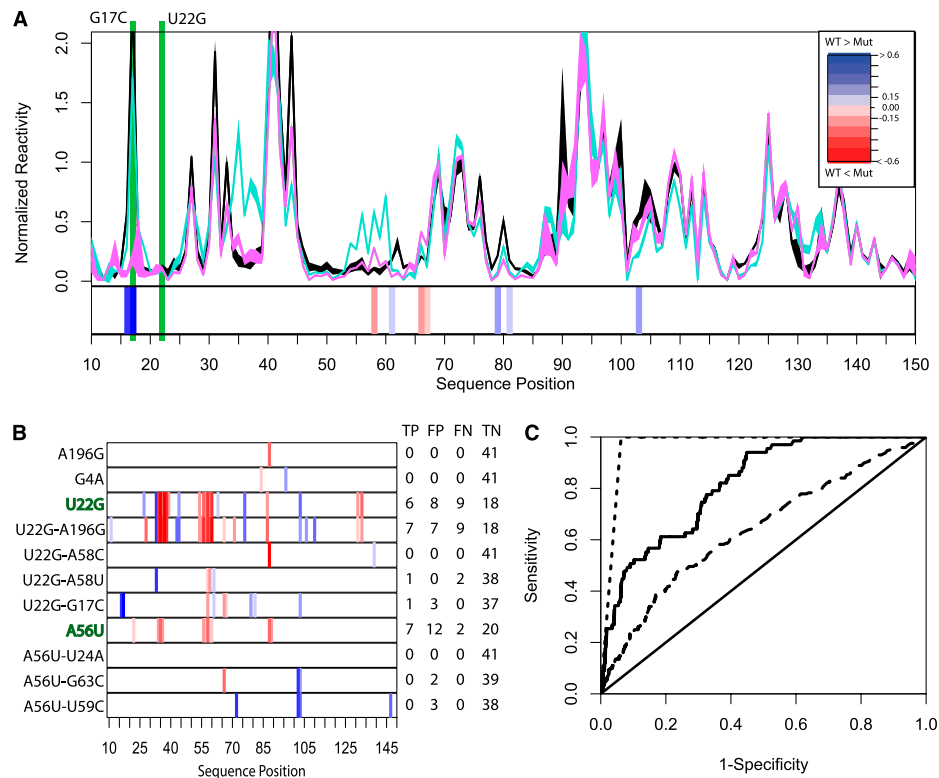 A
G17C
U22G
Normalized Reactivity
2.0
1.5
1.0
0.5
0.0
WT > Mut
> 0.6
0.15
0.00
-0.15
< -0.6
WT < Mut
10 20 30 40 50 60 70 80 90 100 110 120 130 140 150
Sequence Position
B
TP FP FN TN
A196G 0 0 0 41
G4A 0 0 0 41
U22G 6 8 9 18
U22G-A196G 7 7 9 18
U22G-A58C 0 0 0 41
U22G-A58U 1 0 2 38
U22G-G17C 1 3 0 37
A56U 7 12 2 20
A56U-U24A 0 0 0 41
A56U-G63C 0 2 0 39
A56U-U59C 0 3 0 38
10 25 40 55 70 85 100 125 145
Sequence Position
C
Sensitivity
1.0
0.8
0.6
0.4
0.2
0.0
0.0 0.2 0.4 0.6 0.8 1.0
1-Specificity